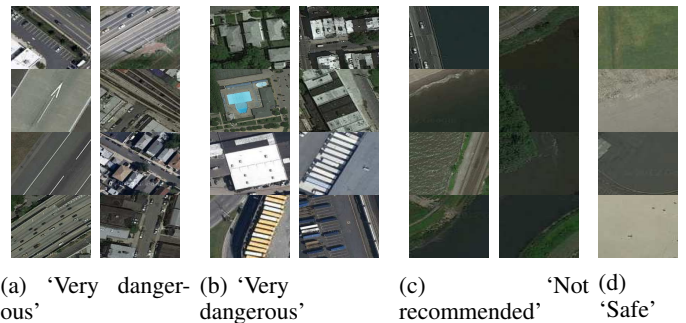 (a) 'Very danger-
ous'
(b) 'Very
dangerous'
(c) 'Not
recommended'
(d)
'Safe'